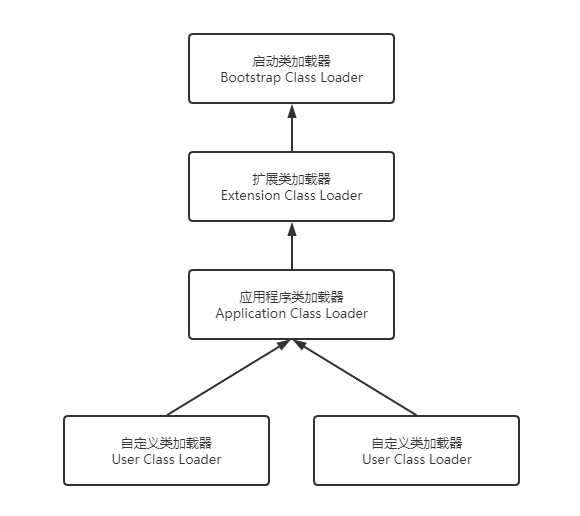 启动类加载器
Bootstrap Class Loader
扩展类加载器
Extension Class Loader
应用程序类加载器
Application Class Loader
自定义类加载器
User Class Loader
自定义类加载器
User Class Loader